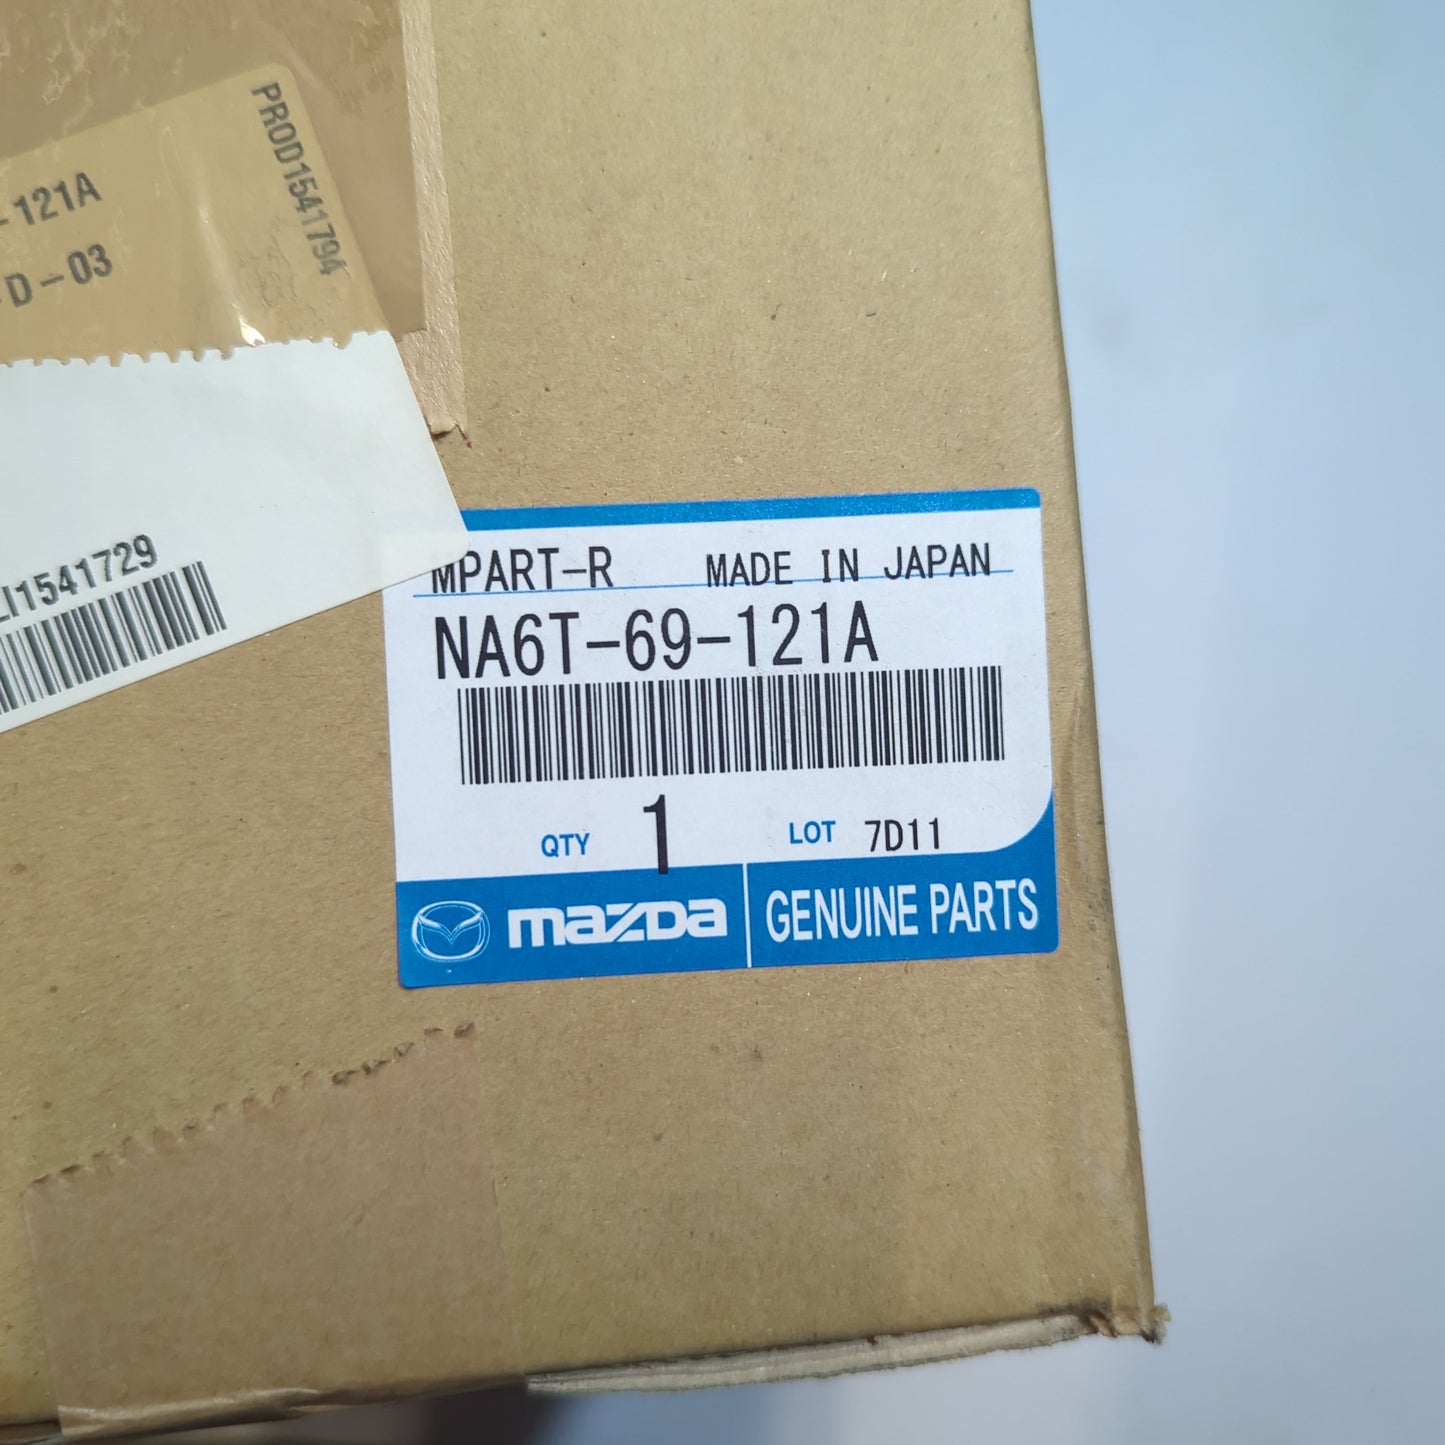 PROD1541794
-121A
-D-03
LI1541729
MPART-R MADE IN JAPAN
NA6T-69-121A
QTY 1 LOT 7D11
mazda GENUINE PARTS